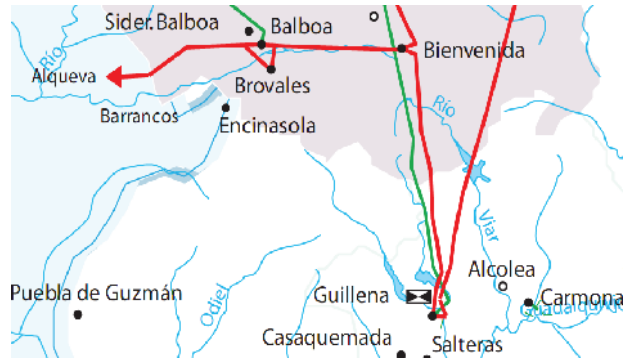 Sider. Balboa
Balboa
Bienvenida
Río
Alqueva
Brovales
Barrancos
Encinasola
Río
Viar
Alcolea
Puebla de Guzmán
Odiel
Guillena
Carmona
Casaquemada
Salteras